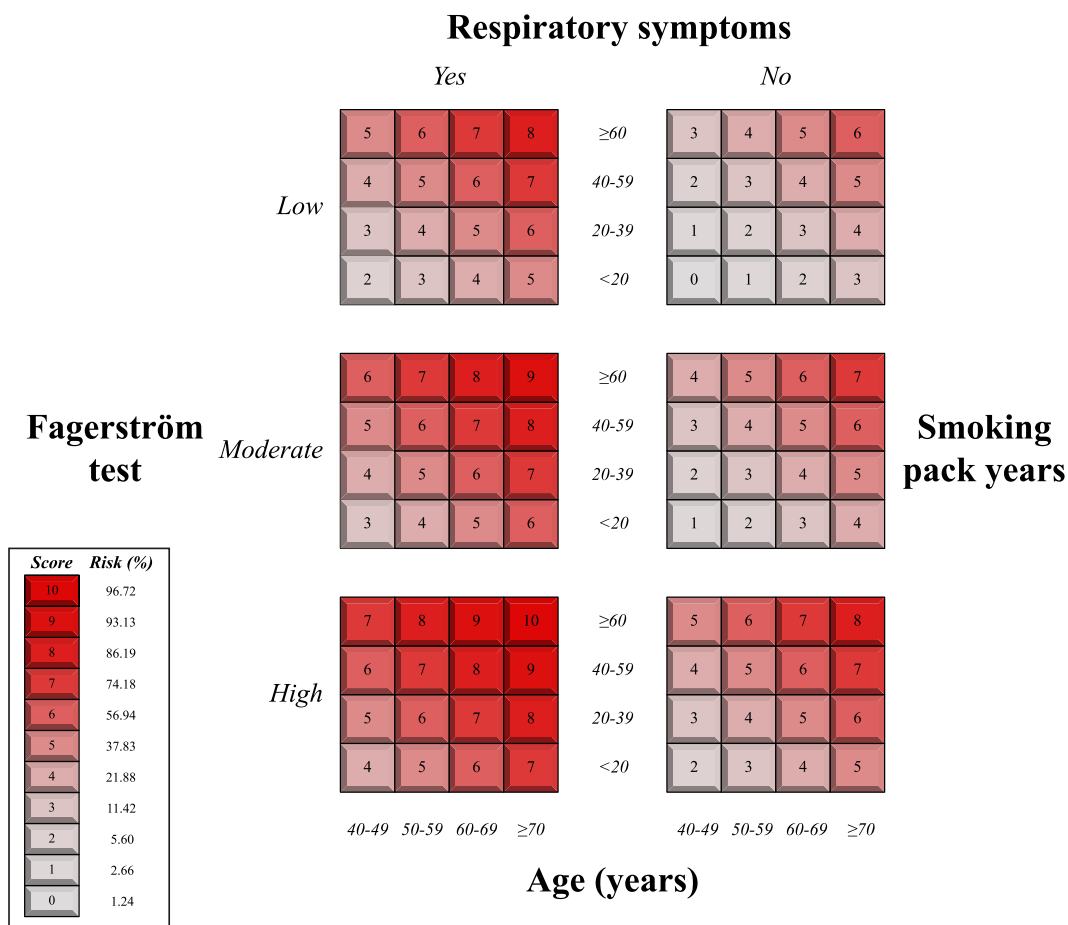 Respiratory symptoms
Yes No
5 6 7 8 ≥60 3 4 5 6
4 5 6 7 40-59 2 3 4 5
Low
3 4 5 6 20-39 1 2 3 4
2 3 4 5 <20 0 1 2 3
6 7 8 9 ≥60 4 5 6 7
Fagerström
test
5 6 7 8 40-59 3 4 5 6
Moderate
4 5 6 7 20-39 2 3 4 5
3 4 5 6 <20 1 2 3 4
Smoking
pack years
7 8 9 10 ≥60 5 6 7 8
6 7 8 9 40-59 4 5 6 7
High
5 6 7 8 20-39 3 4 5 6
4 5 6 7 <20 2 3 4 5
40-49 50-59 60-69 ≥70 40-49 50-59 60-69 ≥70
Age (years)
Score Risk (%)
10 96.72
9 93.13
8 86.19
7 74.18
6 56.94
5 37.83
4 21.88
3 11.42
2 5.60
1 2.66
0 1.24